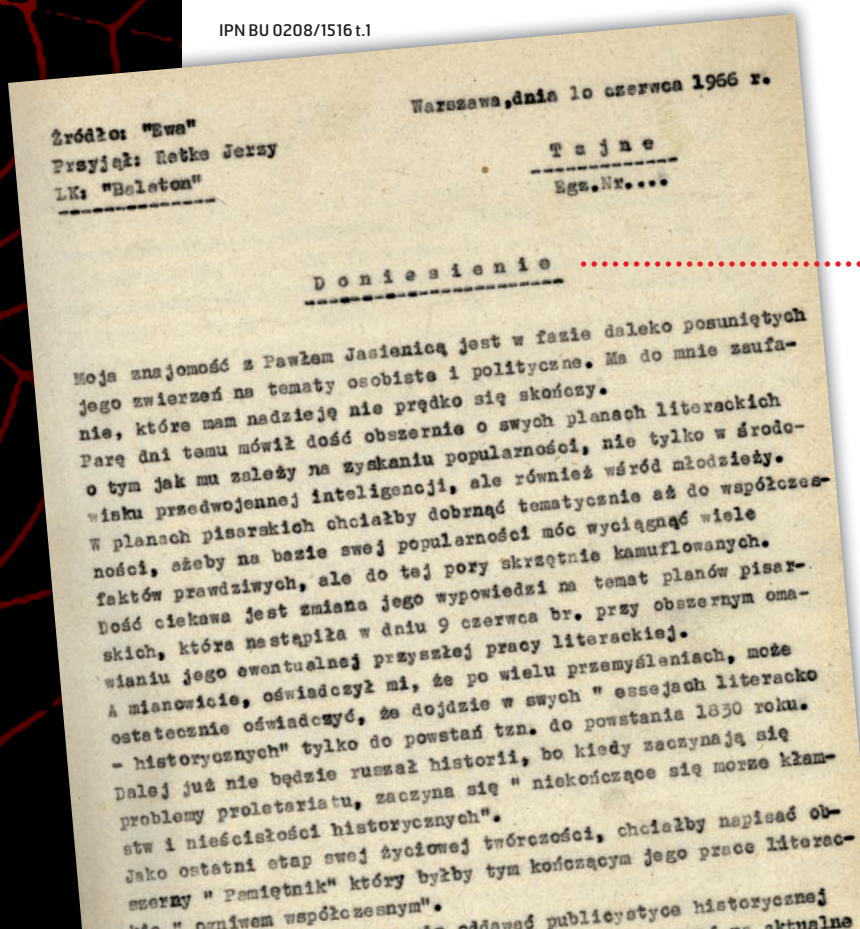 IPN BU 0208/1516 t.1
Warszawa,dnia 1o czerwca 1966 r.
Źródło: "Ewa"
Przyjął: Ratke Jerzy
LK: "Balaton"
T a j n e
Egz.Nr....
D o n i e s i e n i e
Moja znajomość z Pawłem Jasienicą jest w fazie daleko posuniętych
jego zwierzeń na tematy osobiste i polityczne. Ma do mnie zaufa-
nie, które mam nadzieję nie prędko się skończy.
Parę dni temu mówił dość obszernie o swych planach literackich
o tym jak mu zależy na zyskaniu popularności, nie tylko w środo-
wisku przedwojennej inteligencji, ale również wśród młodzieży.
W planach pisarskich chciałby dobrnąć tematycznie aż do współczes-
ności, ażeby na bazie swej popularności móc wyciągnąć wiele
faktów prawdziwych, ale do tej pory skrzętnie kamuflowanych.
Dość ciekawa jest zmiana jego wypowiedzi na temat planów pisar-
skich, która nastąpiła w dniu 9 czerwca br. przy obszernym oma-
wianiu jego ewentualnej przyszłej pracy literackiej.
A mianowicie, oświadczył mi, że po wielu przemyśleniach, może
ostatecznie oświadczyć, że dojdzie w swych " essejach literacko
- historycznych" tylko do powstań tzn. do powstania 1830 roku.
Dalej już nie będzie ruszał historii, bo kiedy zaczynają się
problemy proletariatu, zaczyna się " niekończące się morze kłam-
stw i nieścisłości historycznych".
Jako ostatni etap swej życiowej twórczości, chciałby napisać ob-
szerny " Pamiętnik" który byłby tym kończącym jego prace literac-
kie " ogniwem współczesnym".
oddawać publicystyce historycznej
aktualne